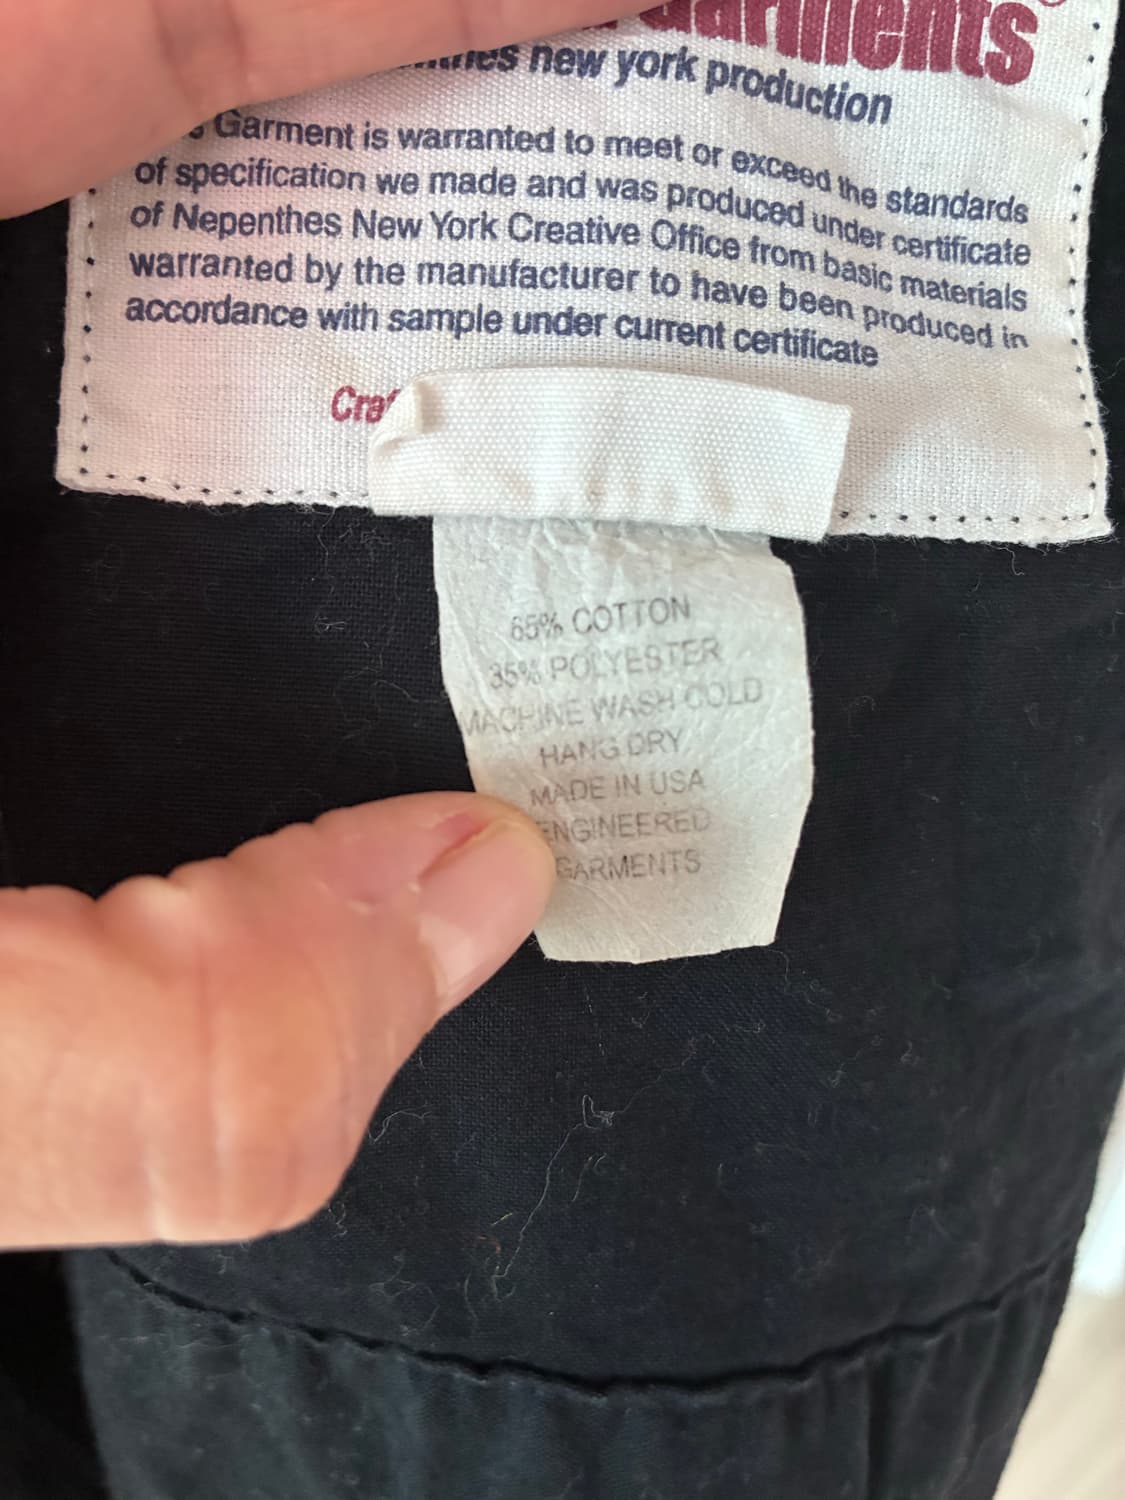 Garments®
new york production
Garment is warranted to meet or exceed the standards
of specification we made and was produced under certificate
of Nepenthes New York Creative Office from basic materials
warranted by the manufacturer to have been produced in
accordance with sample under current certificate
65% COTTON
35% POLYESTER
MACHINE WASH COLD
HANG DRY
MADE IN USA
ENGINEERED
GARMENTS